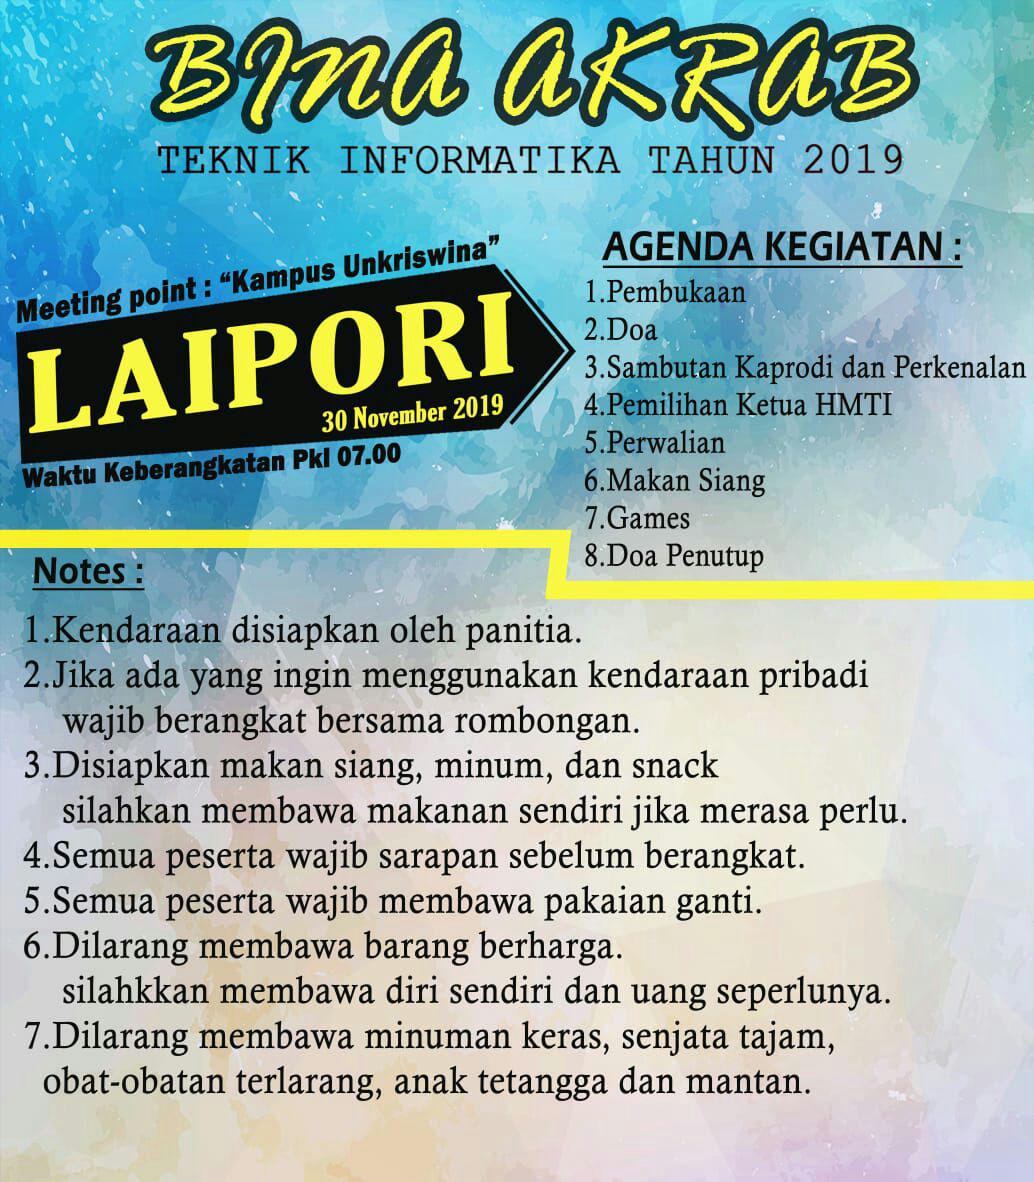 BINA AKRAB
TEKNIK INFORMATIKA TAHUN 2019
Meeting point : “Kampus Unkriswina”
LAIPORI
30 November 2019
Waktu Keberangkatan Pkl 07.00
AGENDA KEGIATAN :
1.Pembukaan
2.Doa
3.Sambutan Kaprodi dan Perkenalan
4.Pemilihan Ketua HMTI
5.Perwalian
6.Makan Siang
7.Games
8.Doa Penutup
Notes :
1.Kendaraan disiapkan oleh panitia.
2.Jika ada yang ingin menggunakan kendaraan pribadi
wajib berangkat bersama rombongan.
3.Disiapkan makan siang, minum, dan snack
silahkan membawa makanan sendiri jika merasa perlu.
4.Semua peserta wajib sarapan sebelum berangkat.
5.Semua peserta wajib membawa pakaian ganti.
6.Dilarang membawa barang berharga.
silahkkan membawa diri sendiri dan uang seperlunya.
7.Dilarang membawa minuman keras, senjata tajam,
obat-obatan terlarang, anak tetangga dan mantan.